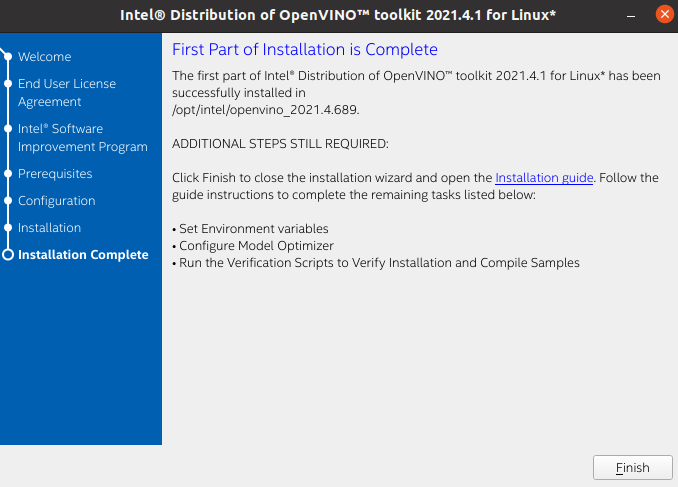 Intel® Distribution of OpenVINO™ toolkit 2021.4.1 for Linux*
Welcome
End User License
Agreement
Intel® Software
Improvement Program
Prerequisites
Configuration
Installation
Installation Complete
First Part of Installation is Complete
The first part of Intel® Distribution of OpenVINO™ toolkit 2021.4.1 for Linux* has been
successfully installed in
/opt/intel/openvino_2021.4.689.
ADDITIONAL STEPS STILL REQUIRED:
Click Finish to close the installation wizard and open the Installation guide. Follow the
guide instructions to complete the remaining tasks listed below:
• Set Environment variables
• Configure Model Optimizer
• Run the Verification Scripts to Verify Installation and Compile Samples
Finish